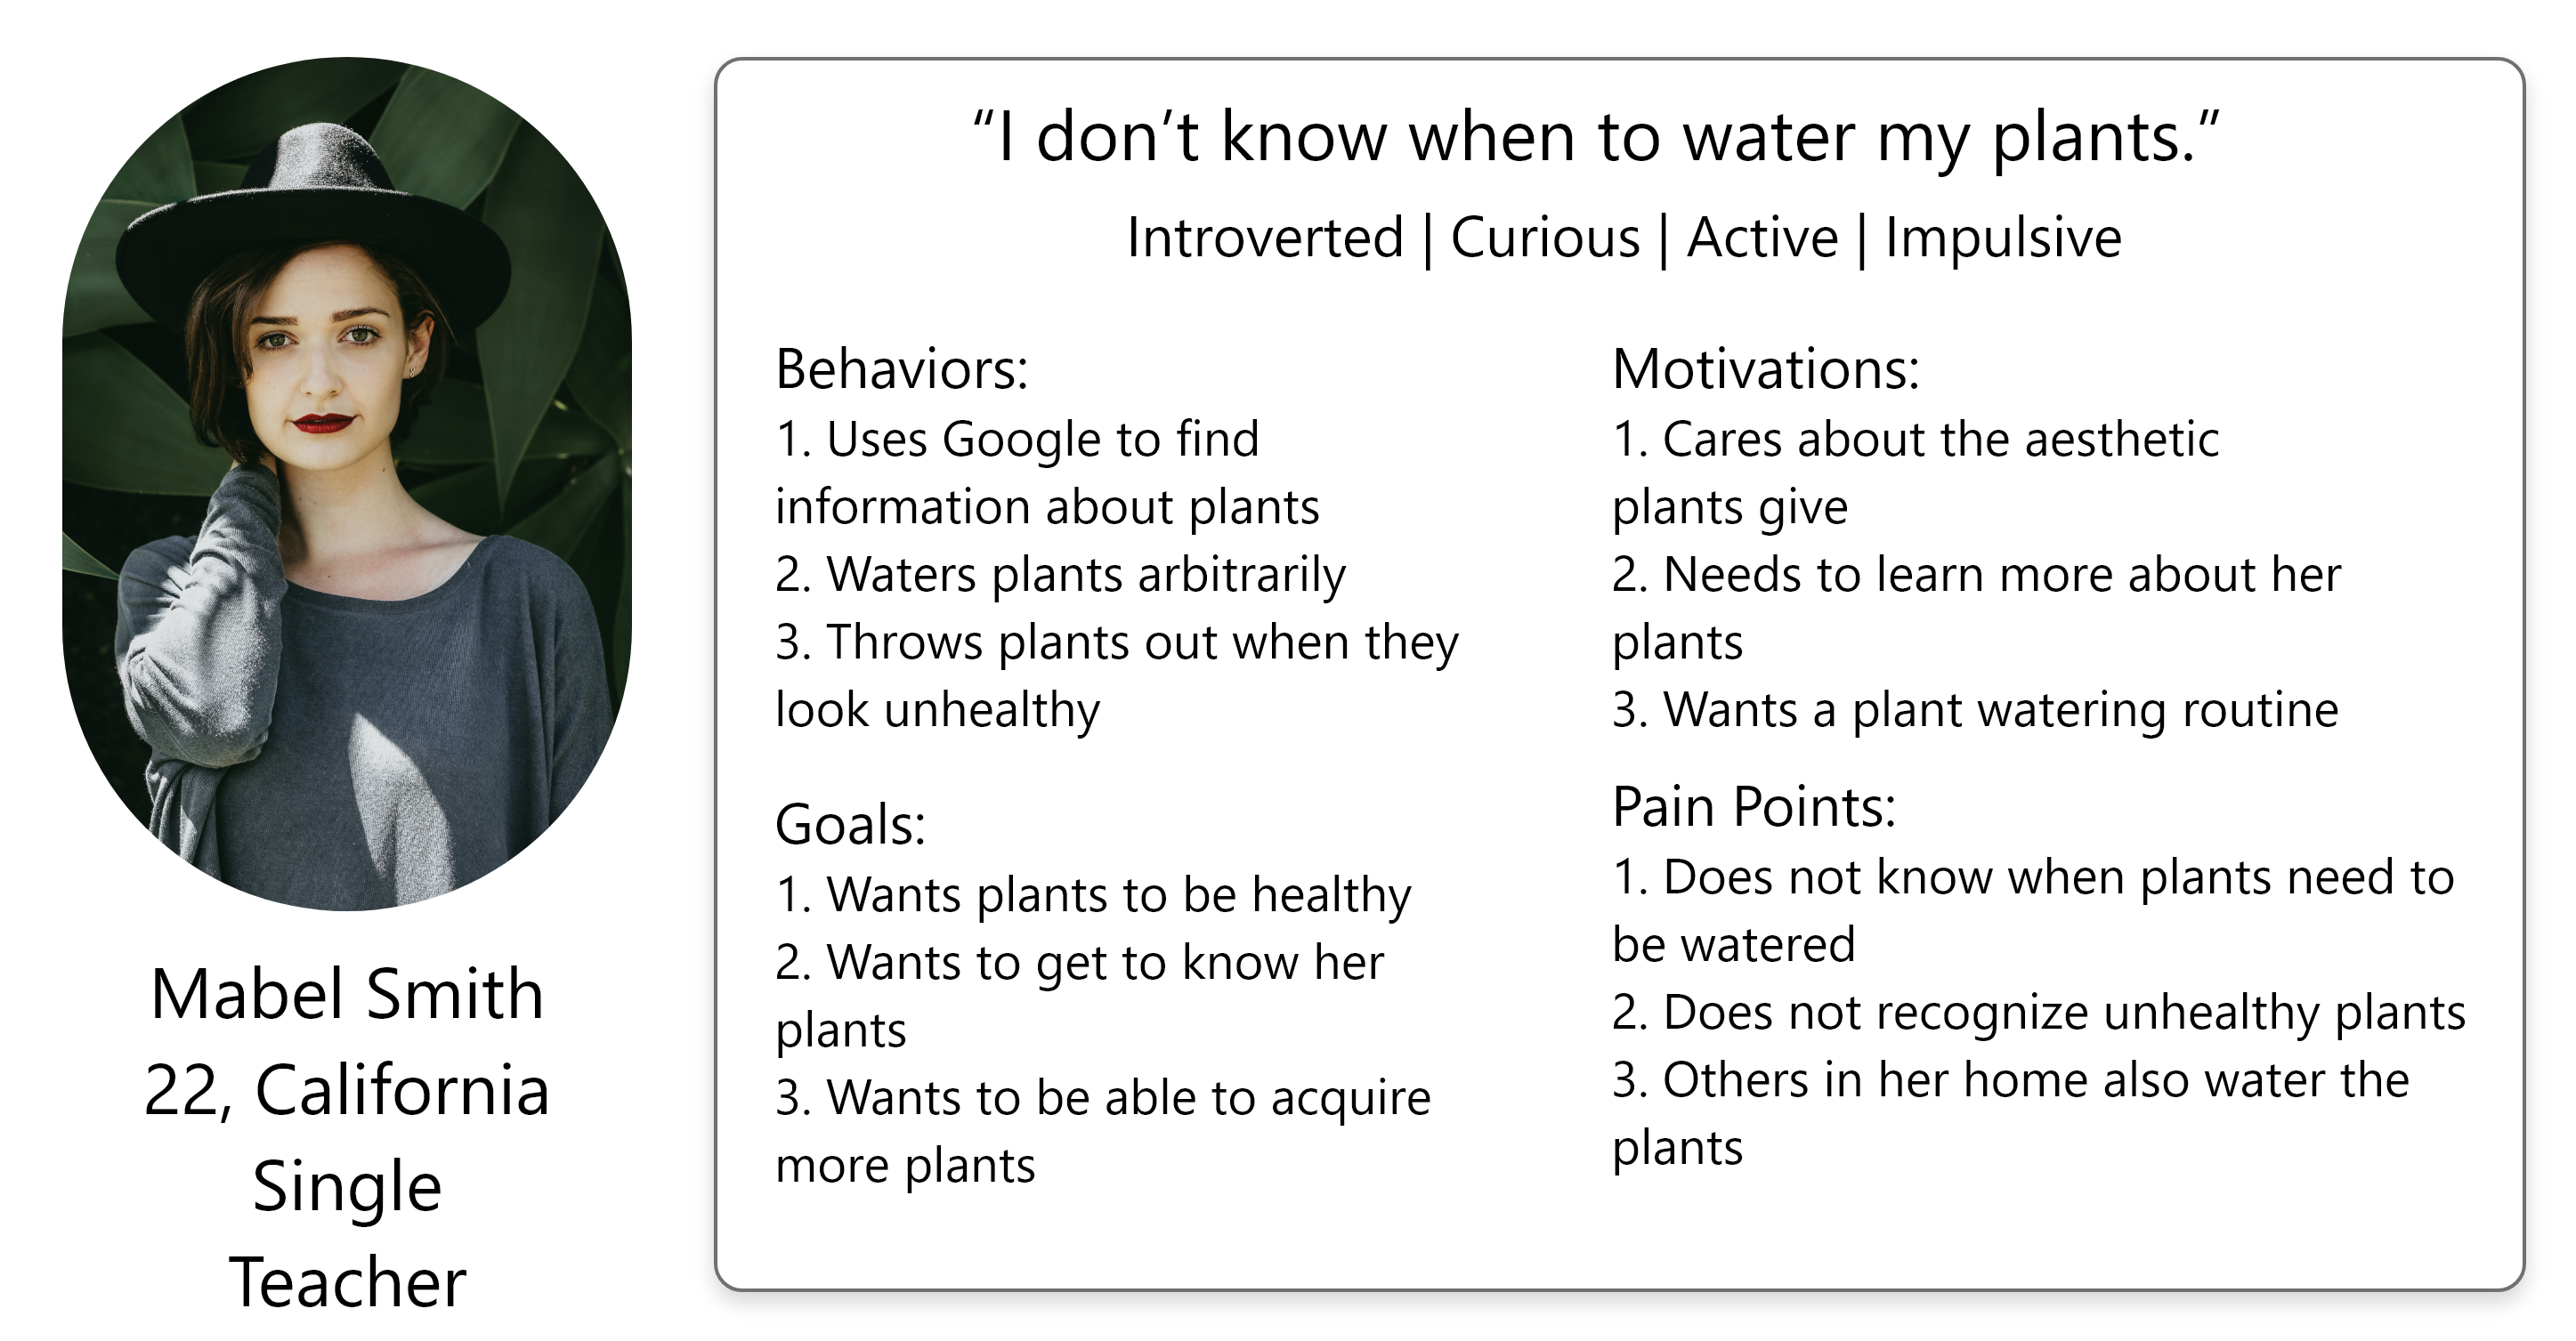 “I don’t know when to water my plants.”
Introverted | Curious | Active | Impulsive
Behaviors:
1. Uses Google to find
information about plants
2. Waters plants arbitrarily
3. Throws plants out when they
look unhealthy
Goals:
1. Wants plants to be healthy
2. Wants to get to know her
plants
3. Wants to be able to acquire
more plants
Motivations:
1. Cares about the aesthetic
plants give
2. Needs to learn more about her
plants
3. Wants a plant watering routine
Pain Points:
1. Does not know when plants need to
be watered
2. Does not recognize unhealthy plants
3. Others in her home also water the
plants
Mabel Smith
22, California
Single
Teacher